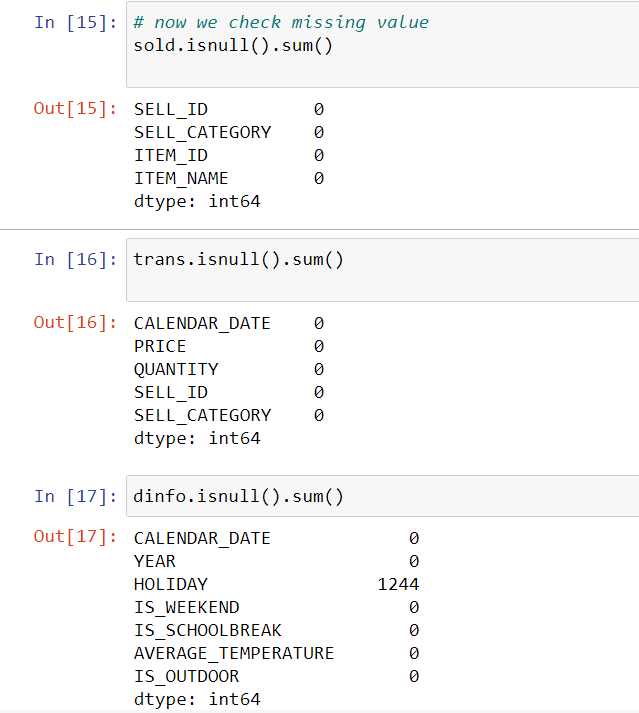 In [15]: # now we check missing value
sold.isnull().sum()
Out[15]: SELL_ID 0
SELL_CATEGORY 0
ITEM_ID 0
ITEM_NAME 0
dtype: int64
In [16]: trans.isnull().sum()
Out[16]: CALENDAR_DATE 0
PRICE 0
QUANTITY 0
SELL_ID 0
SELL_CATEGORY 0
dtype: int64
In [17]: dinfo.isnull().sum()
Out[17]: CALENDAR_DATE 0
YEAR 0
HOLIDAY 1244
IS_WEEKEND 0
IS_SCHOOLBREAK 0
AVERAGE_TEMPERATURE 0
IS_OUTDOOR 0
dtype: int64